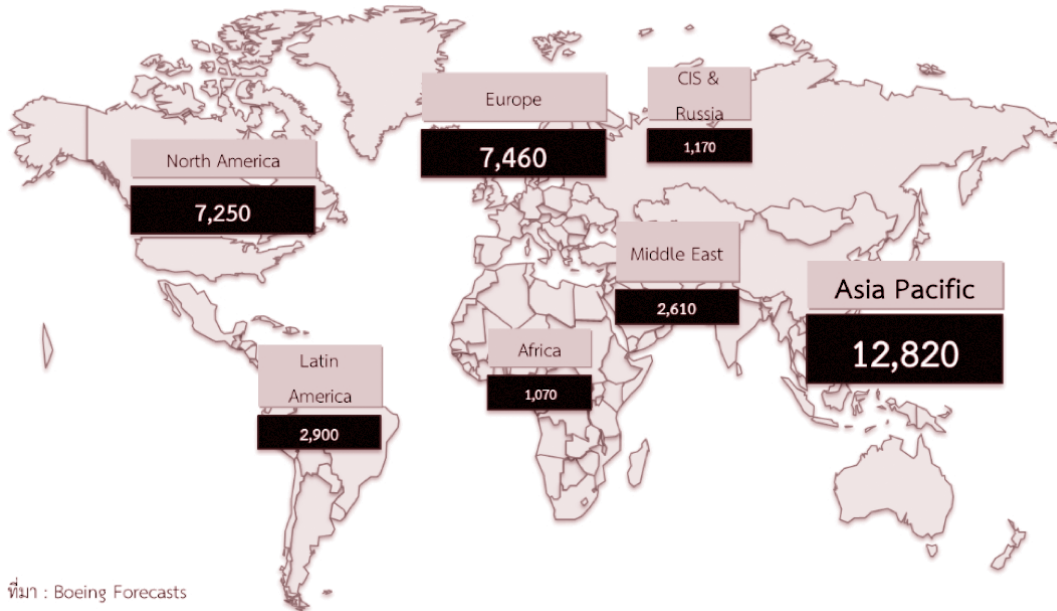 CIS &
Russia
1,170
Europe
7,460
North America
7,250
Middle East
2,610
Asia Pacific
12,820
Africa
1,070
Latin
America
2,900
ที่มา : Boeing Forecasts